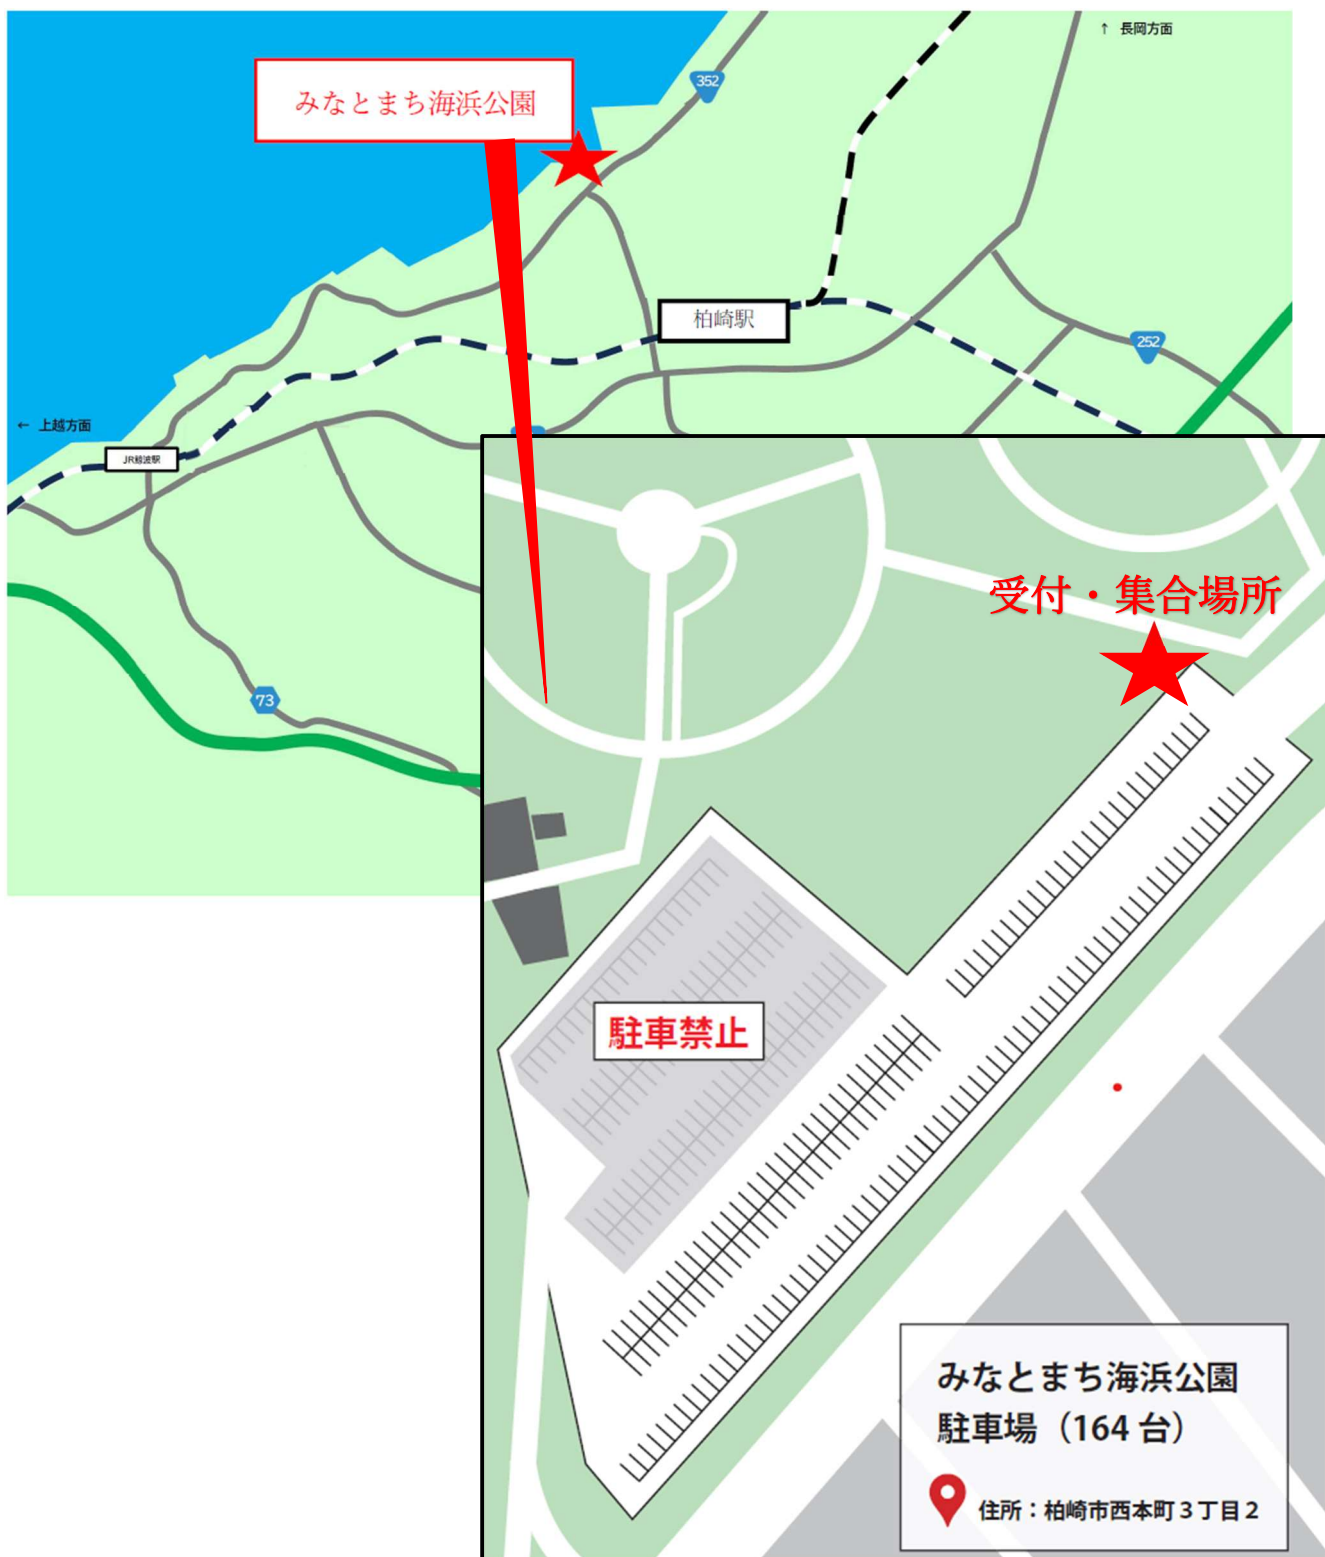 ↑ 長岡方面
352
みなとまち海浜公園
柏崎駅
252
← 上越方面
JR鯨波駅
73
受付・集合場所
駐車禁止
みなとまち海浜公園
駐車場（164 台）
住所：柏崎市西本町３丁目２